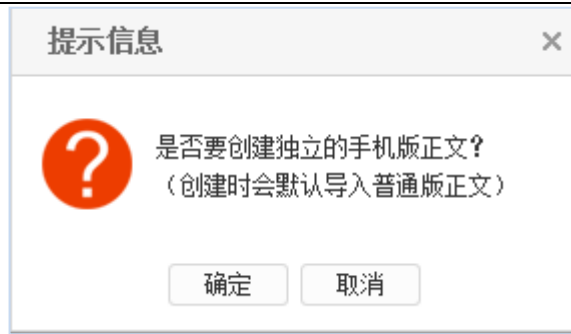 提示信息
是否要创建独立的手机版正文?
（创建时会默认导入普通版正文）
确定
取消